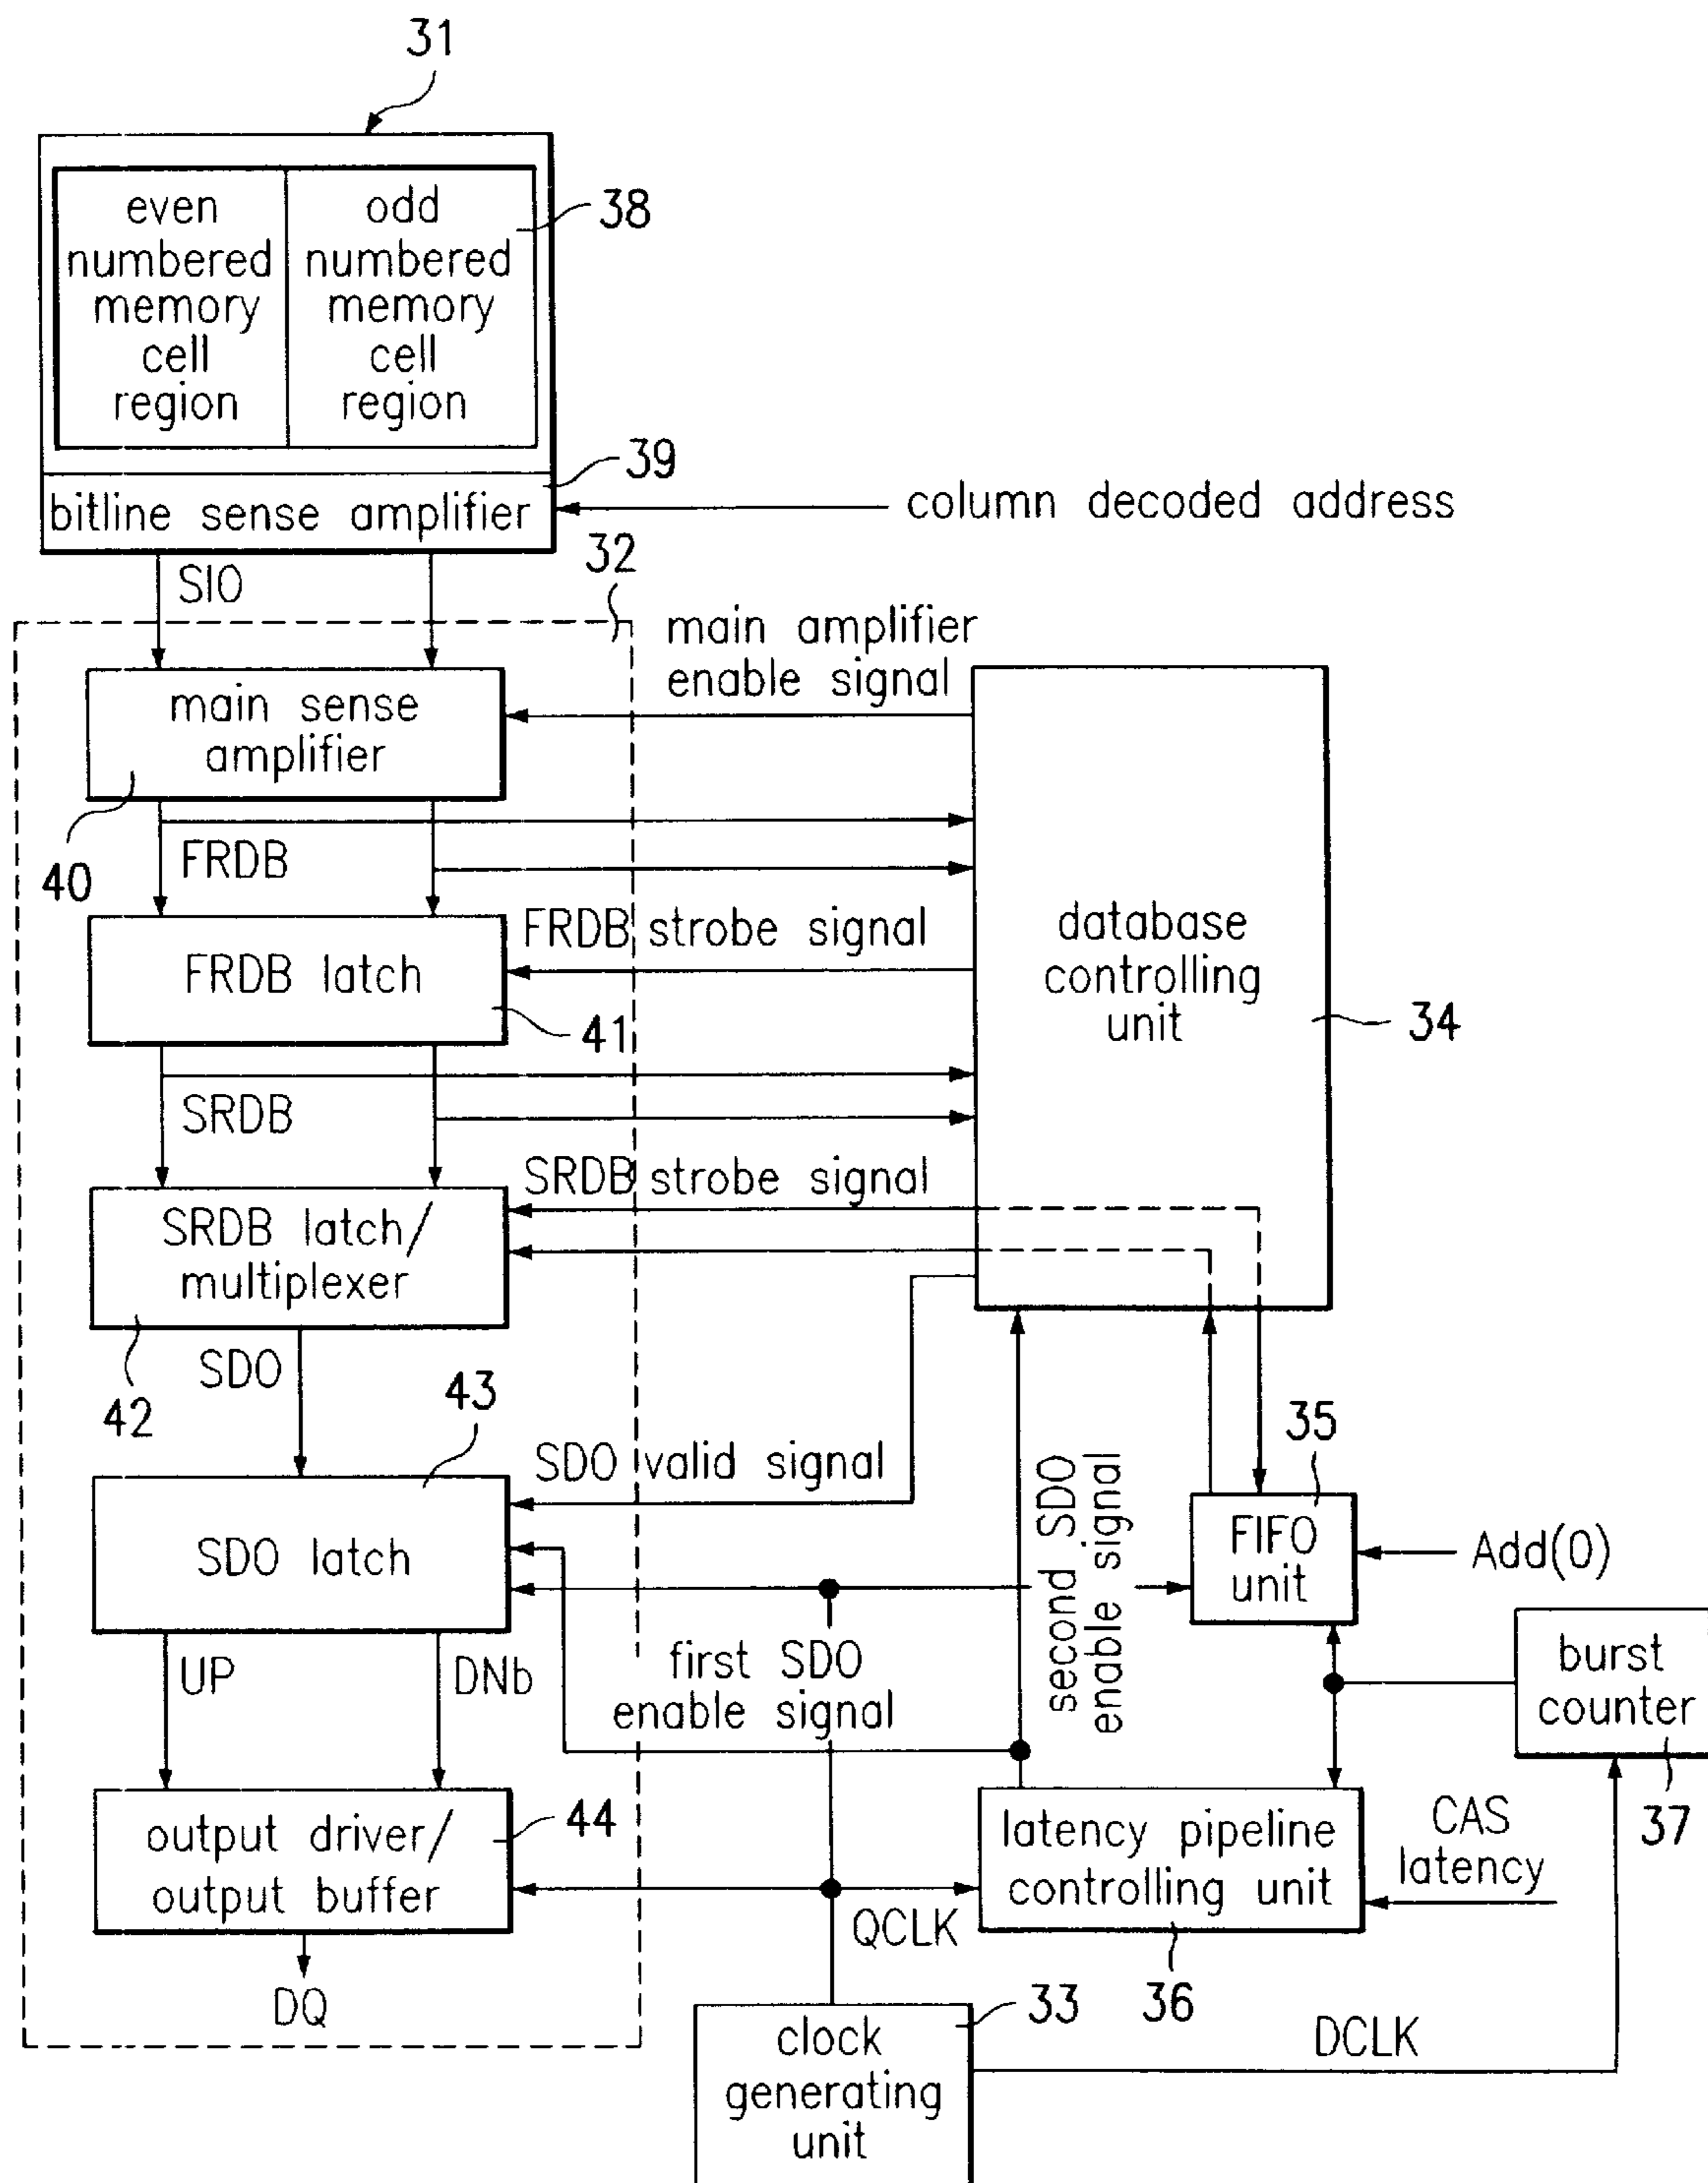 31
even
numbered
memory
cell
region
odd
numbered
memory
cell
region
38
39
bitline sense amplifier
column decoded address
SIO
32
main amplifier
enable signal
main sense
amplifier
40
FRDB
FRDB strobe signal
FRDB latch
41
database
controlling
unit
34
SRDB
SRDB strobe signal
SRDB latch/
multiplexer
42
SDO
43
SDO valid signal
SDO latch
second SDO
enable signal
35
FIFO
unit
Add(0)
UP
DNb
first SDO
enable signal
burst
counter
37
output driver/
output buffer
44
latency pipeline
controlling unit
36
CAS
latency
QCLK
DQ
33
clock
generating
unit
DCLK